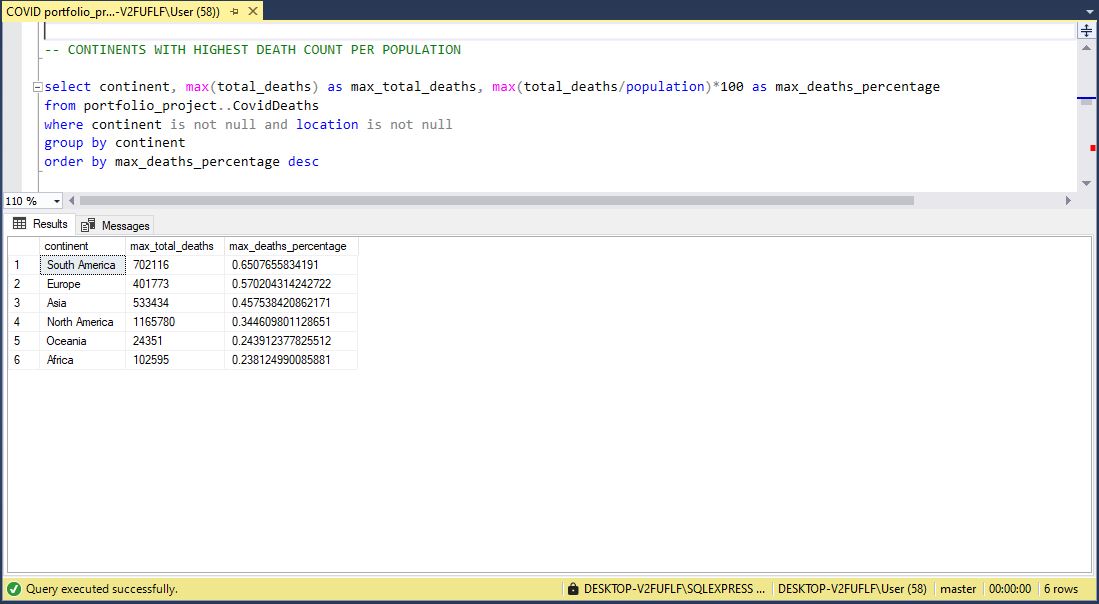 COVID portfolio_pr...-V2FUFLF\User (58))
-- CONTINENTS WITH HIGHEST DEATH COUNT PER POPULATION
select continent, max(total_deaths) as max_total_deaths, max(total_deaths/population)*100 as max_deaths_percentage
from portfolio_project..CovidDeaths
where continent is not null and location is not null
group by continent
order by max_deaths_percentage desc
110 %
Results Messages
continent max_total_deaths max_deaths_percentage
1 South America 702116 0.6507655834191
2 Europe 401773 0.570204314242722
3 Asia 533434 0.457538420862171
4 North America 1165780 0.344609801128651
5 Oceania 24351 0.243912377825512
6 Africa 102595 0.238124990085881
Query executed successfully. DESKTOP-V2FUFLF\SQLEXPRESS ... DESKTOP-V2FUFLF\User (58) master 00:00:00 6 rows